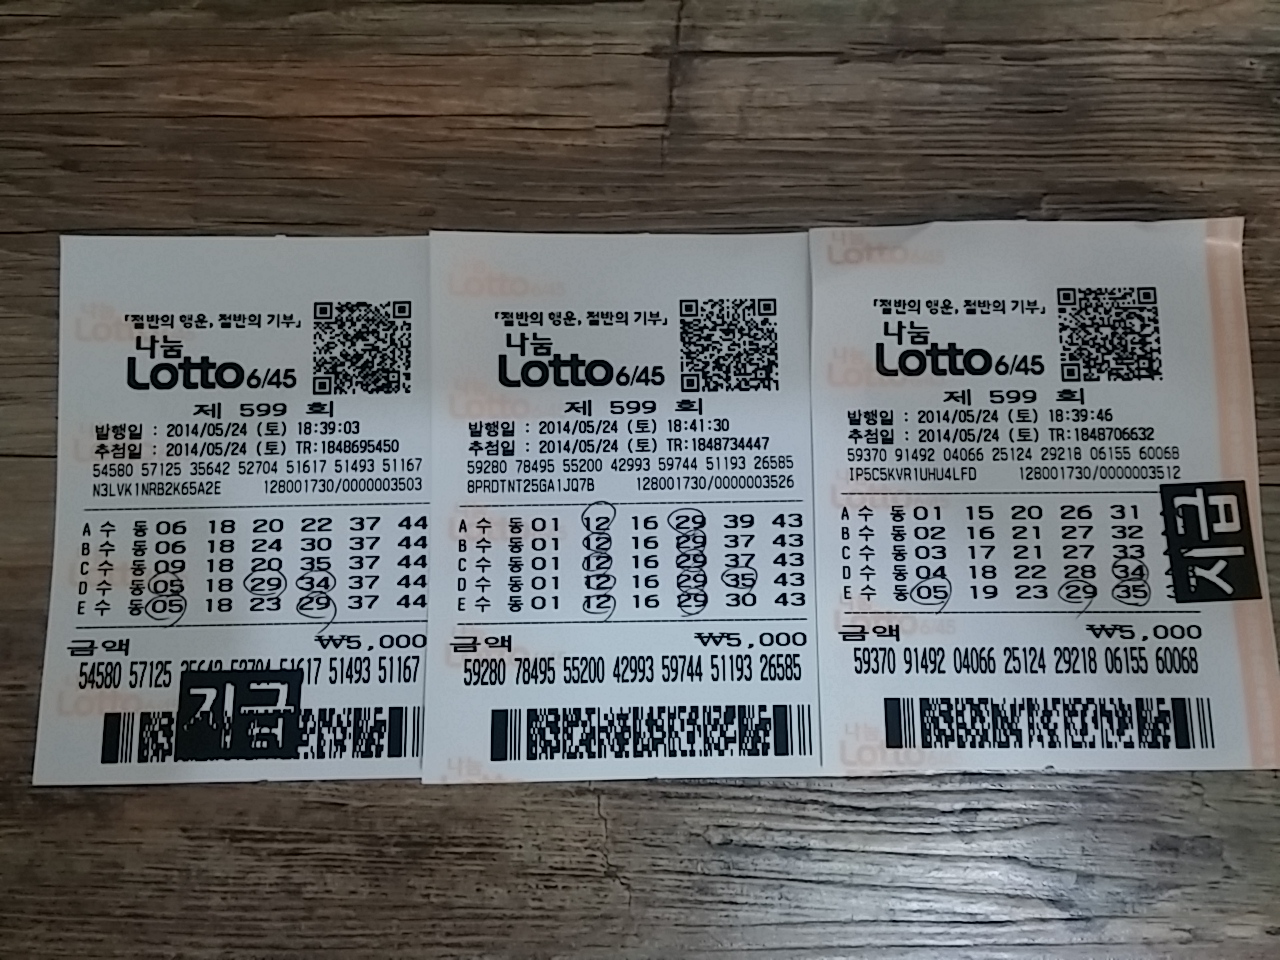 「절반의 행운, 절반의 기부」
나눔
Lotto 6/45
제 599 회
발행일 : 2014/05/24 (토) 18:39:03
추첨일 : 2014/05/24 (토) TR:1848695450
54580 57125 35642 52704 51617 51493 51167
N3LVK1NRB2K65A2E 128001730/0000003503
A 수 동 06 18 20 22 37 44
B 수 동 06 18 24 30 37 44
C 수 동 09 18 20 35 37 44
D 수 동 05 18 29 34 37 44
E 수 동 05 18 23 29 37 44
금액 ₩5,000
54580 57125 35642 52704 51617 51493 51167
지급
「절반의 행운, 절반의 기부」
나눔
Lotto 6/45
제 599 회
발행일 : 2014/05/24 (토) 18:41:30
추첨일 : 2014/05/24 (토) TR:1848734447
59280 78495 55200 42993 59744 51193 26585
8PRDTNT25GA1JQ7B 128001730/0000003526
A 수 동 01 12 16 29 39 43
B 수 동 01 12 16 29 37 43
C 수 동 01 12 16 29 37 43
D 수 동 01 12 16 29 35 43
E 수 동 01 12 16 29 30 43
금액 ₩5,000
59280 78495 55200 42993 59744 51193 26585
「절반의 행운, 절반의 기부」
나눔
Lotto 6/45
제 599 회
발행일 : 2014/05/24 (토) 18:39:46
추첨일 : 2014/05/24 (토) TR:1848706632
59370 91492 04066 25124 29218 06155 60068
IP5C5KVR1UHU4LFD 128001730/0000003512
A 수 동 01 15 20 26 31
B 수 동 02 16 21 27 32
C 수 동 03 17 21 27 33
D 수 동 04 18 22 28 34
E 수 동 05 19 23 29 35
금액 ₩5,000
59370 91492 04066 25124 29218 06155 60068
지급